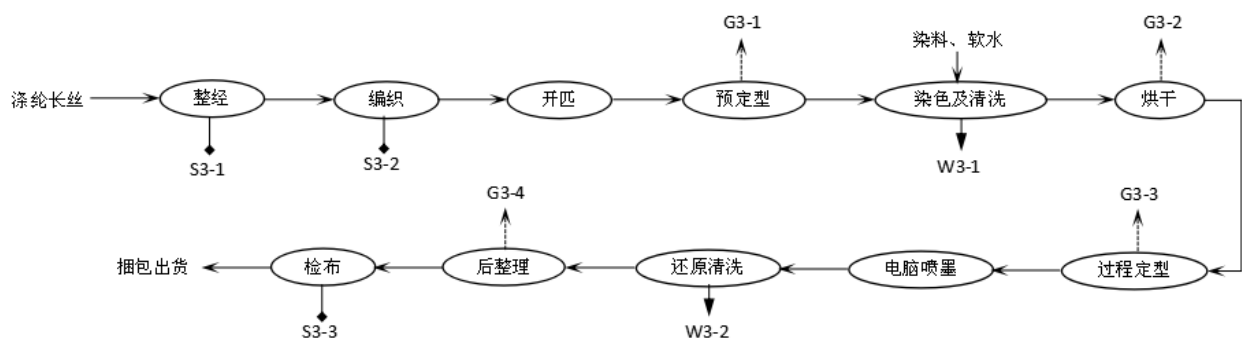 G3-1
染料、软水
G3-2
涤纶长丝
整经
编织
开匹
预定型
染色及清洗
烘干
S3-1
S3-2
W3-1
G3-4
G3-3
捆包出货
检布
后整理
还原清洗
电脑喷墨
过程定型
S3-3
W3-2